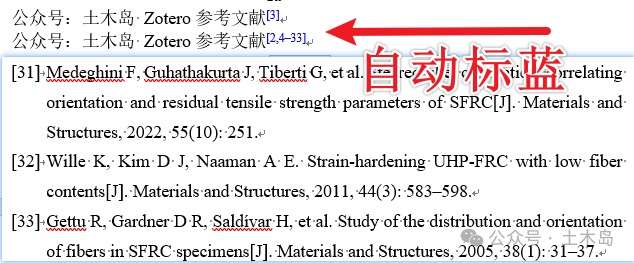 公众号：土木岛 Zotero 参考文献[3]
公众号：土木岛 Zotero 参考文献[2,4–33]
自动标蓝
[31] Medeghini F, Guhathakurta J, Tiberti G, et al. orrelating
orientation and residual tensile strength parameters of SFRC[J]. Materials and
Structures, 2022, 55(10): 251.
[32] Wille K, Kim D J, Naaman A E. Strain-hardening UHP-FRC with low fiber
contents[J]. Materials and Structures, 2011, 44(3): 583–598.
[33] Gettu R, Gardner D R, Saldívar H, et al. Study of the distribution and orientation
of fibers in SFRC specimens[J]. Materials and Structures, 2005, 38(1): 31–37.
公众号 · 土木岛